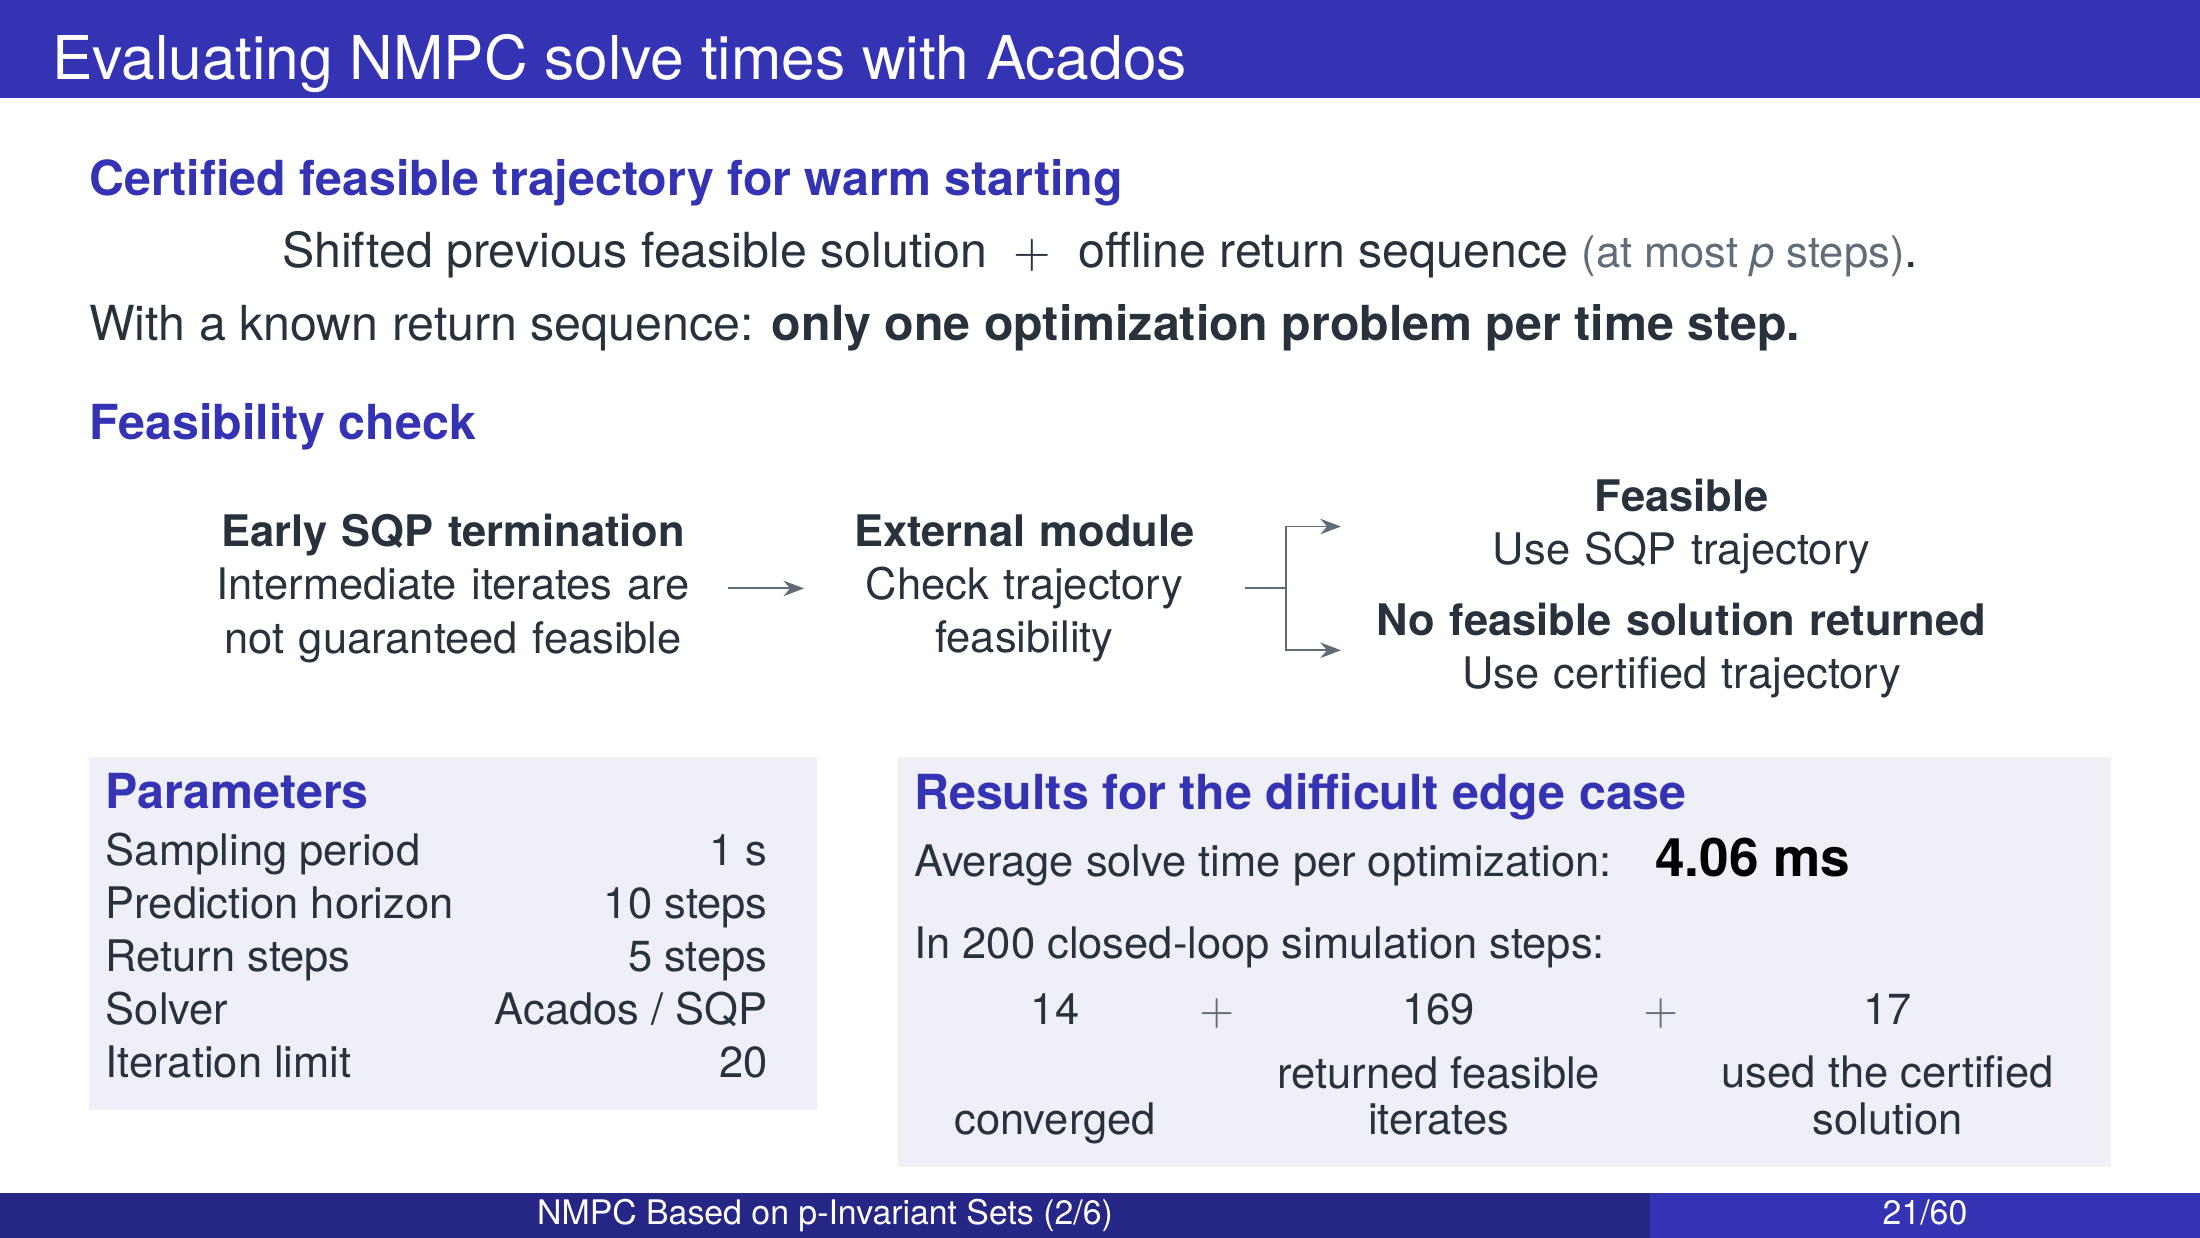 Evaluating NMPC solve times with Acados
Certified feasible trajectory for warm starting
Shifted previous feasible solution + offline return sequence (at most p steps).
With a known return sequence: only one optimization problem per time step.
Feasibility check
Early SQP termination
Intermediate iterates are
not guaranteed feasible
External module
Check trajectory
feasibility
Feasible
Use SQP trajectory
No feasible solution returned
Use certified trajectory
Parameters
Sampling period 1 s
Prediction horizon 10 steps
Return steps 5 steps
Solver Acados / SQP
Iteration limit 20
Results for the difficult edge case
Average solve time per optimization: 4.06 ms
In 200 closed-loop simulation steps:
14 + 169 + 17
converged
returned feasible
iterates
used the certified
solution
NMPC Based on p-Invariant Sets (2/6)
21/60